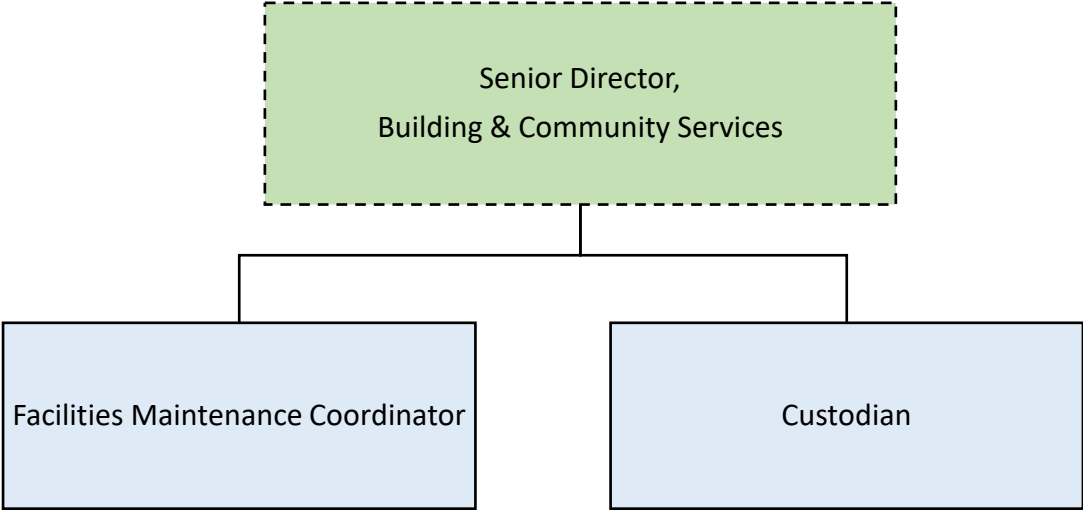 Senior Director,
Building & Community Services
Facilities Maintenance Coordinator
Custodian